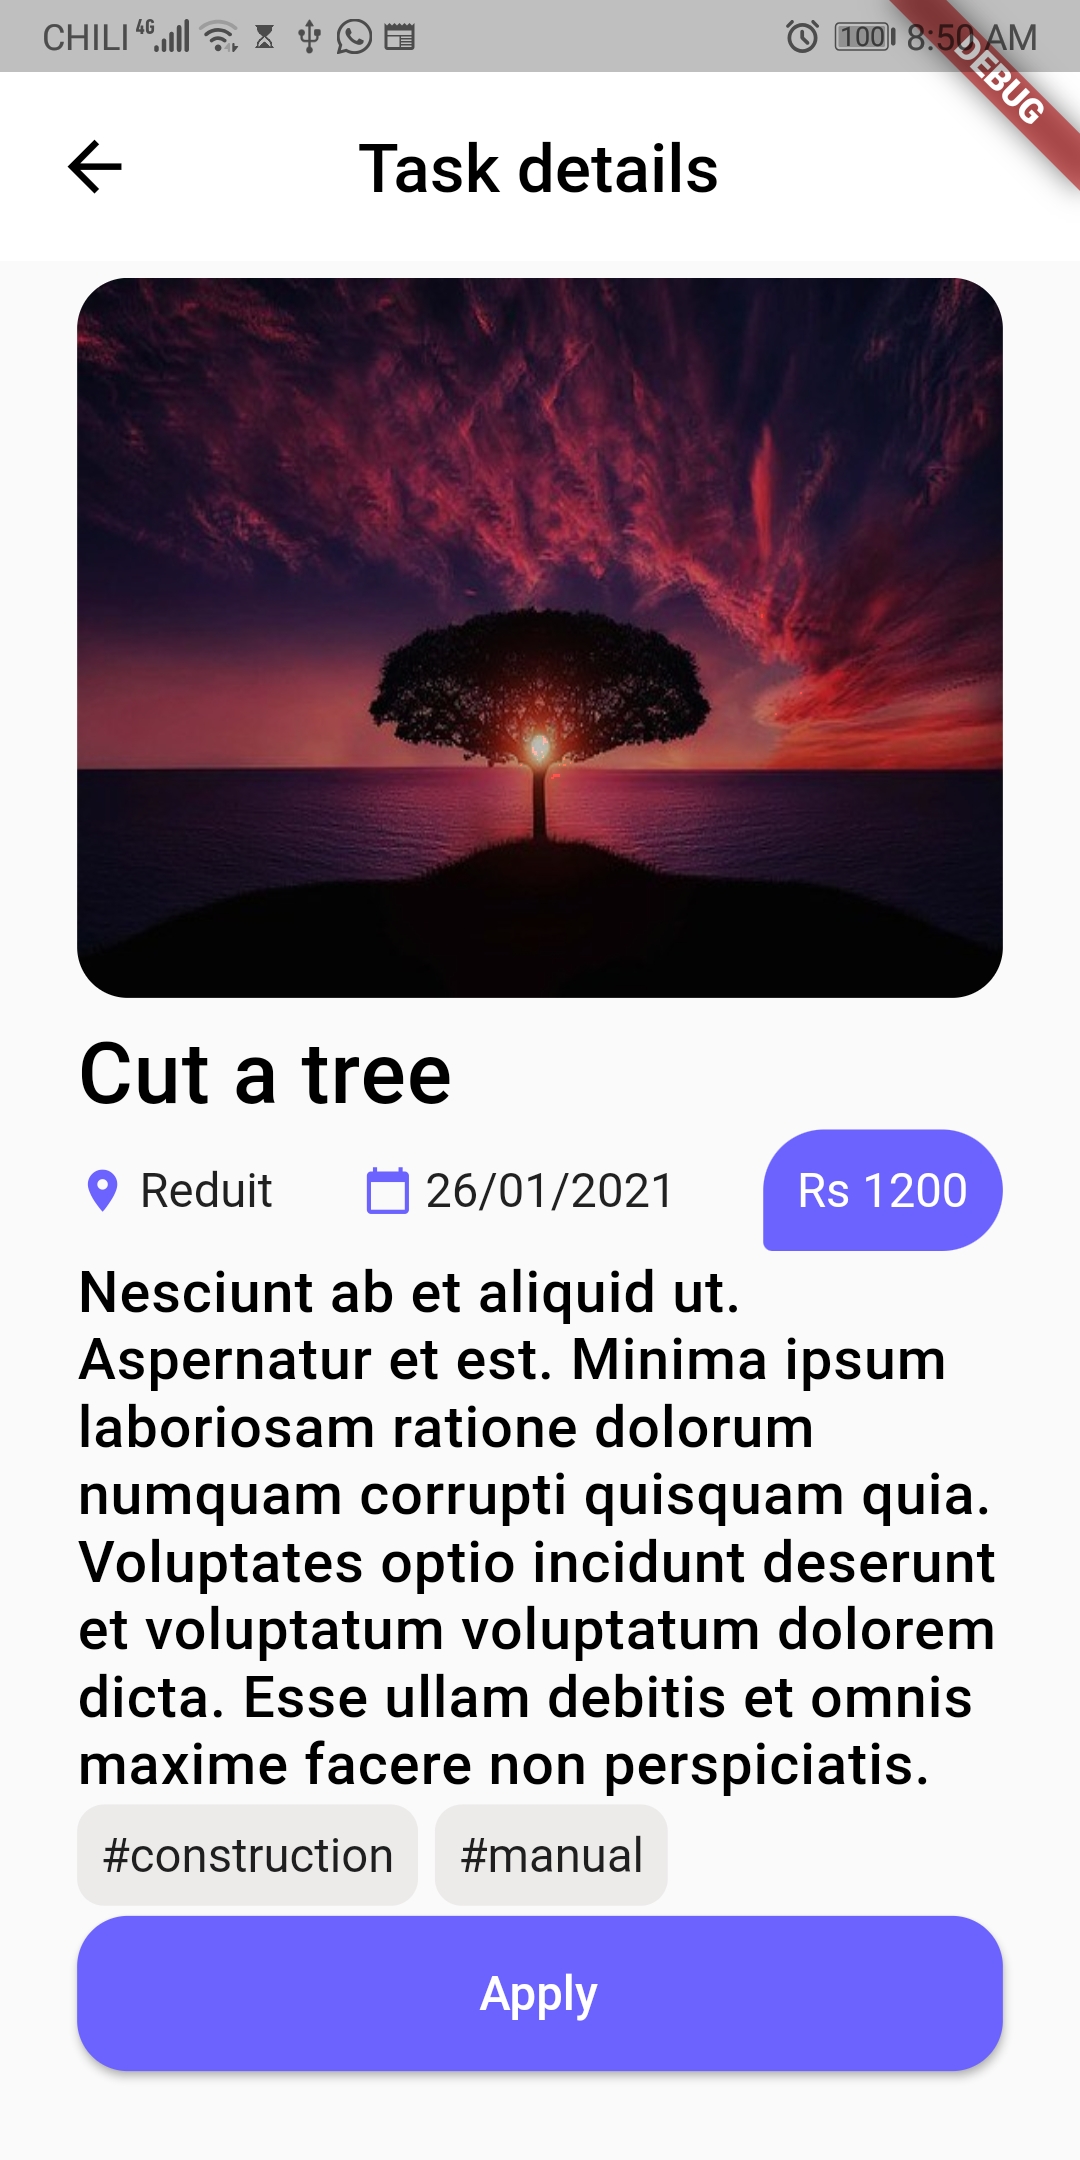 CHILI 4G 100 8:50 AM
DEBUG
Task details
Cut a tree
Reduit 26/01/2021 Rs 1200
Nesciunt ab et aliquid ut.
Aspernatur et est. Minima ipsum
laboriosam ratione dolorum
numquam corrupti quisquam quia.
Voluptates optio incidunt deserunt
et voluptatum voluptatum dolorem
dicta. Esse ullam debitis et omnis
maxime facere non perspiciatis.
#construction #manual
Apply